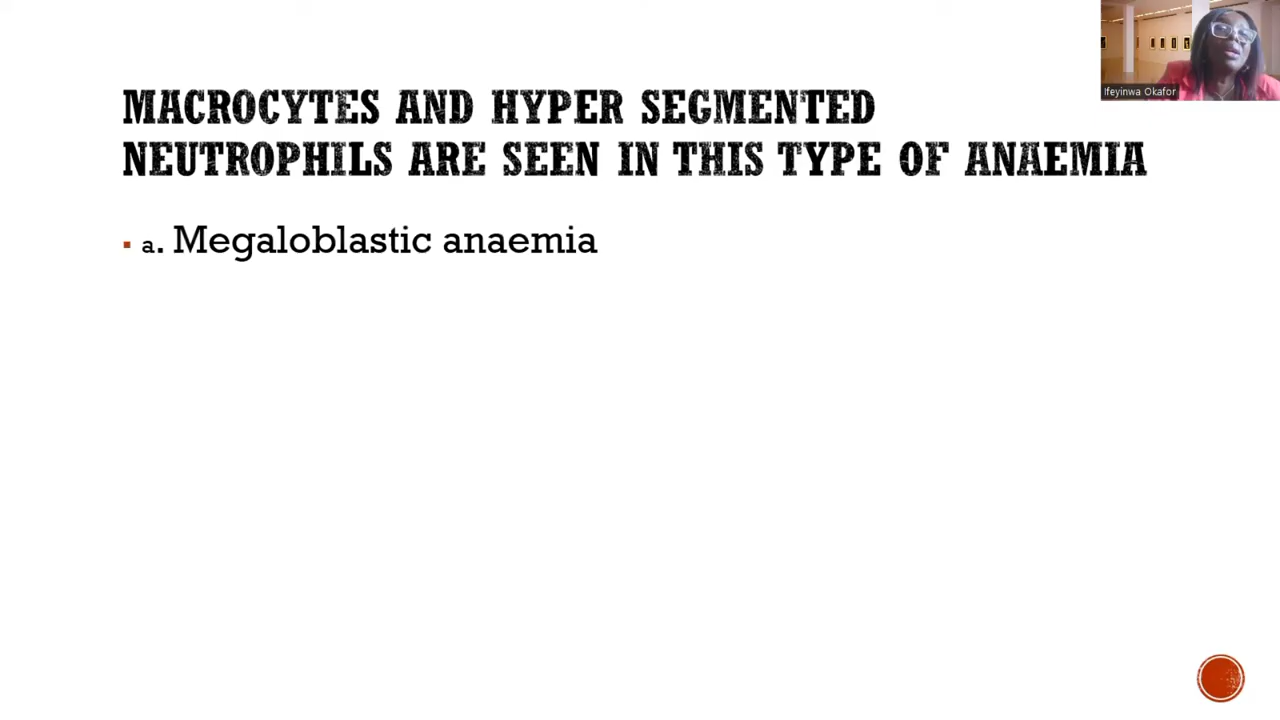 Ifeyinwa Okafor
MACROCYTES AND HYPER SEGMENTED
NEUTROPHILS ARE SEEN IN THIS TYPE OF ANAEMIA
a. Megaloblastic anaemia